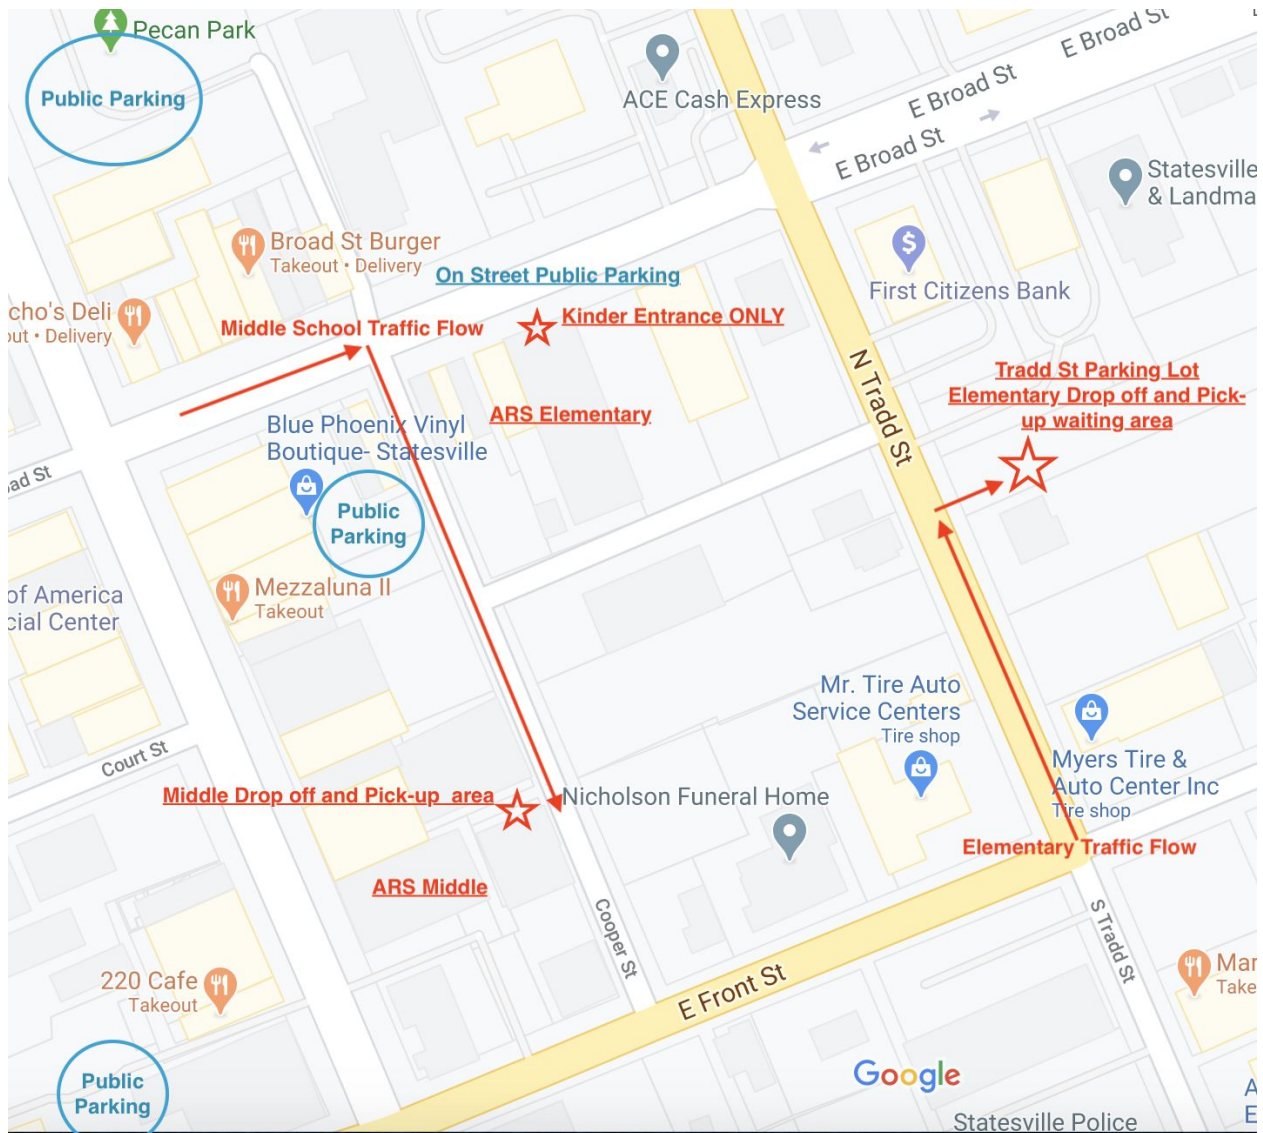 Pecan Park
Public Parking
ACE Cash Express
E Broad St
E Broad St
E Broad St
Statesville
& Landma
Broad St Burger
Takeout • Delivery
On Street Public Parking
First Citizens Bank
cho's Deli
out • Delivery
Middle School Traffic Flow
Kinder Entrance ONLY
N Tradd St
Tradd St Parking Lot
Elementary Drop off and Pick-
up waiting area
ARS Elementary
Blue Phoenix Vinyl
Boutique- Statesville
ad St
Public
Parking
of America
cial Center
Mezzaluna II
Takeout
Mr. Tire Auto
Service Centers
Tire shop
Court St
Myers Tire &
Auto Center Inc
Tire shop
Middle Drop off and Pick-up area
Nicholson Funeral Home
Elementary Traffic Flow
ARS Middle
Cooper St
S Tradd St
220 Cafe
Takeout
E Front St
Mar
Take
Public
Parking
Google
Statesville Police
A
E